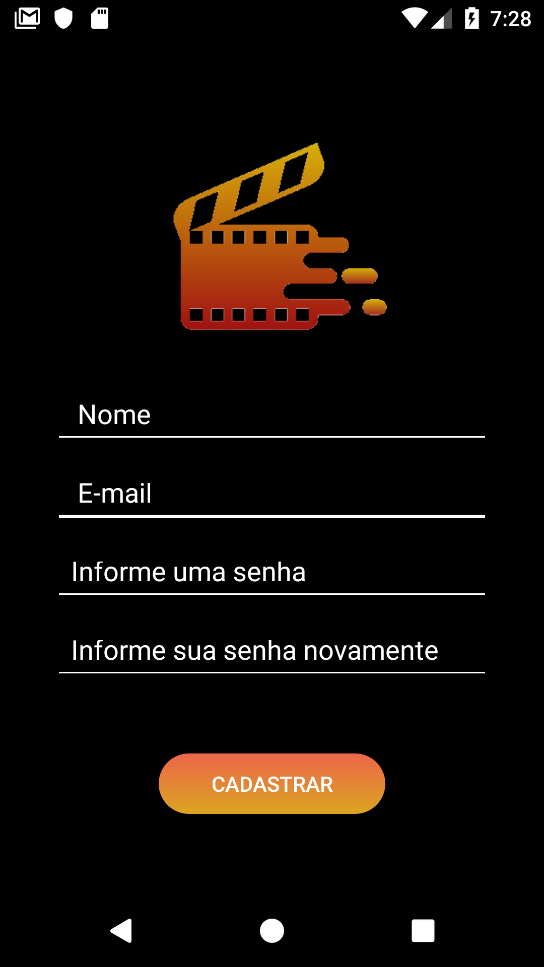 7:28
Nome
E-mail
Informe uma senha
Informe sua senha novamente
CADASTRAR